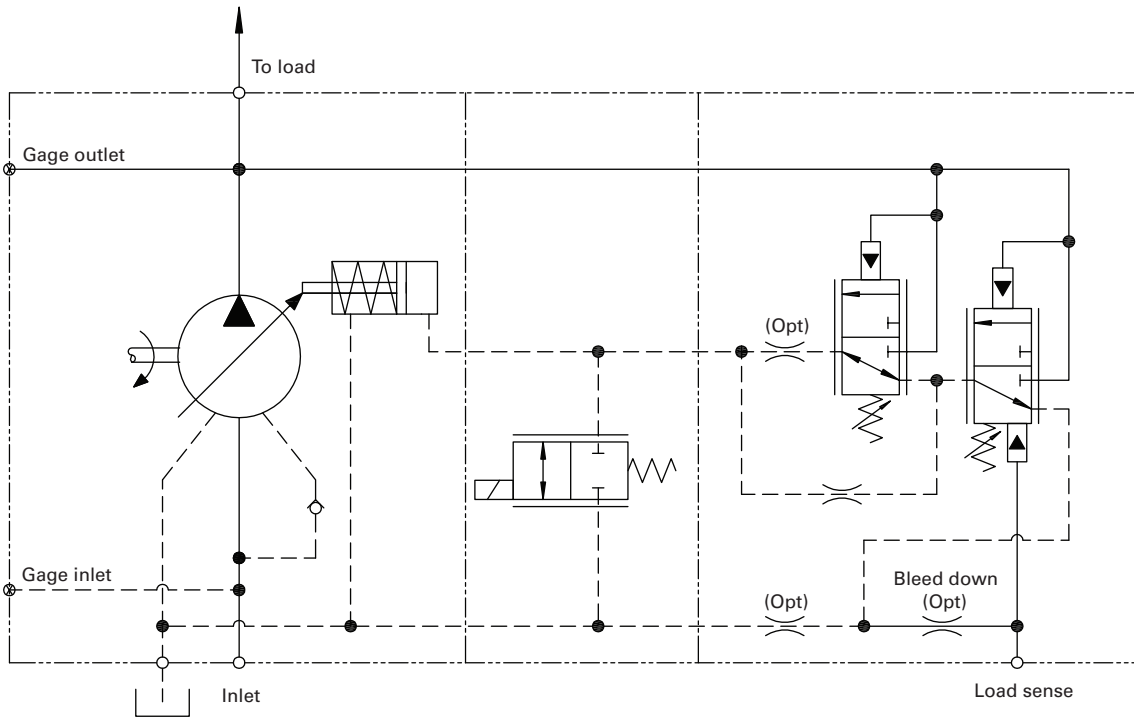 To load
Gage outlet
(Opt)
Gage inlet
Bleed down
(Opt)
(Opt)
Inlet
Load sense